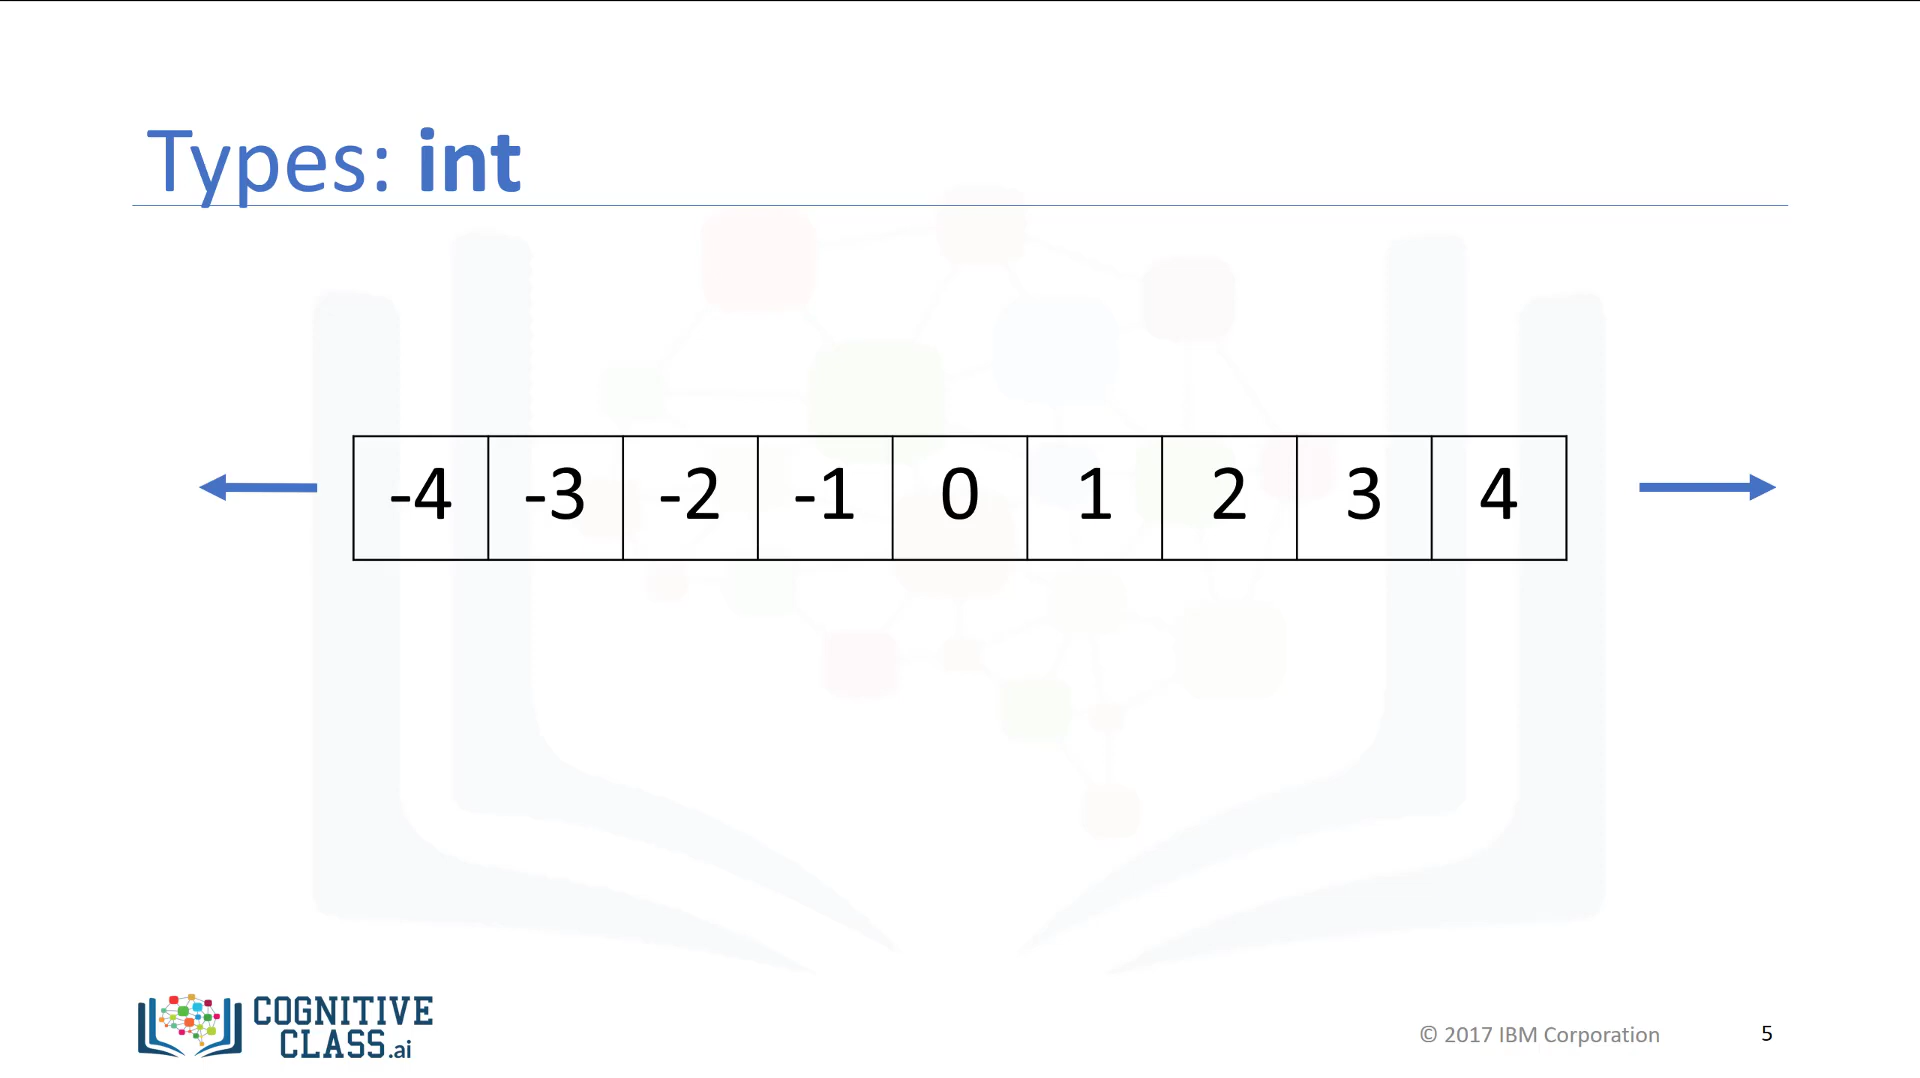 Types: int
-4 -3 -2 -1 0 1 2 3 4
COGNITIVE
CLASS.ai
© 2017 IBM Corporation 5